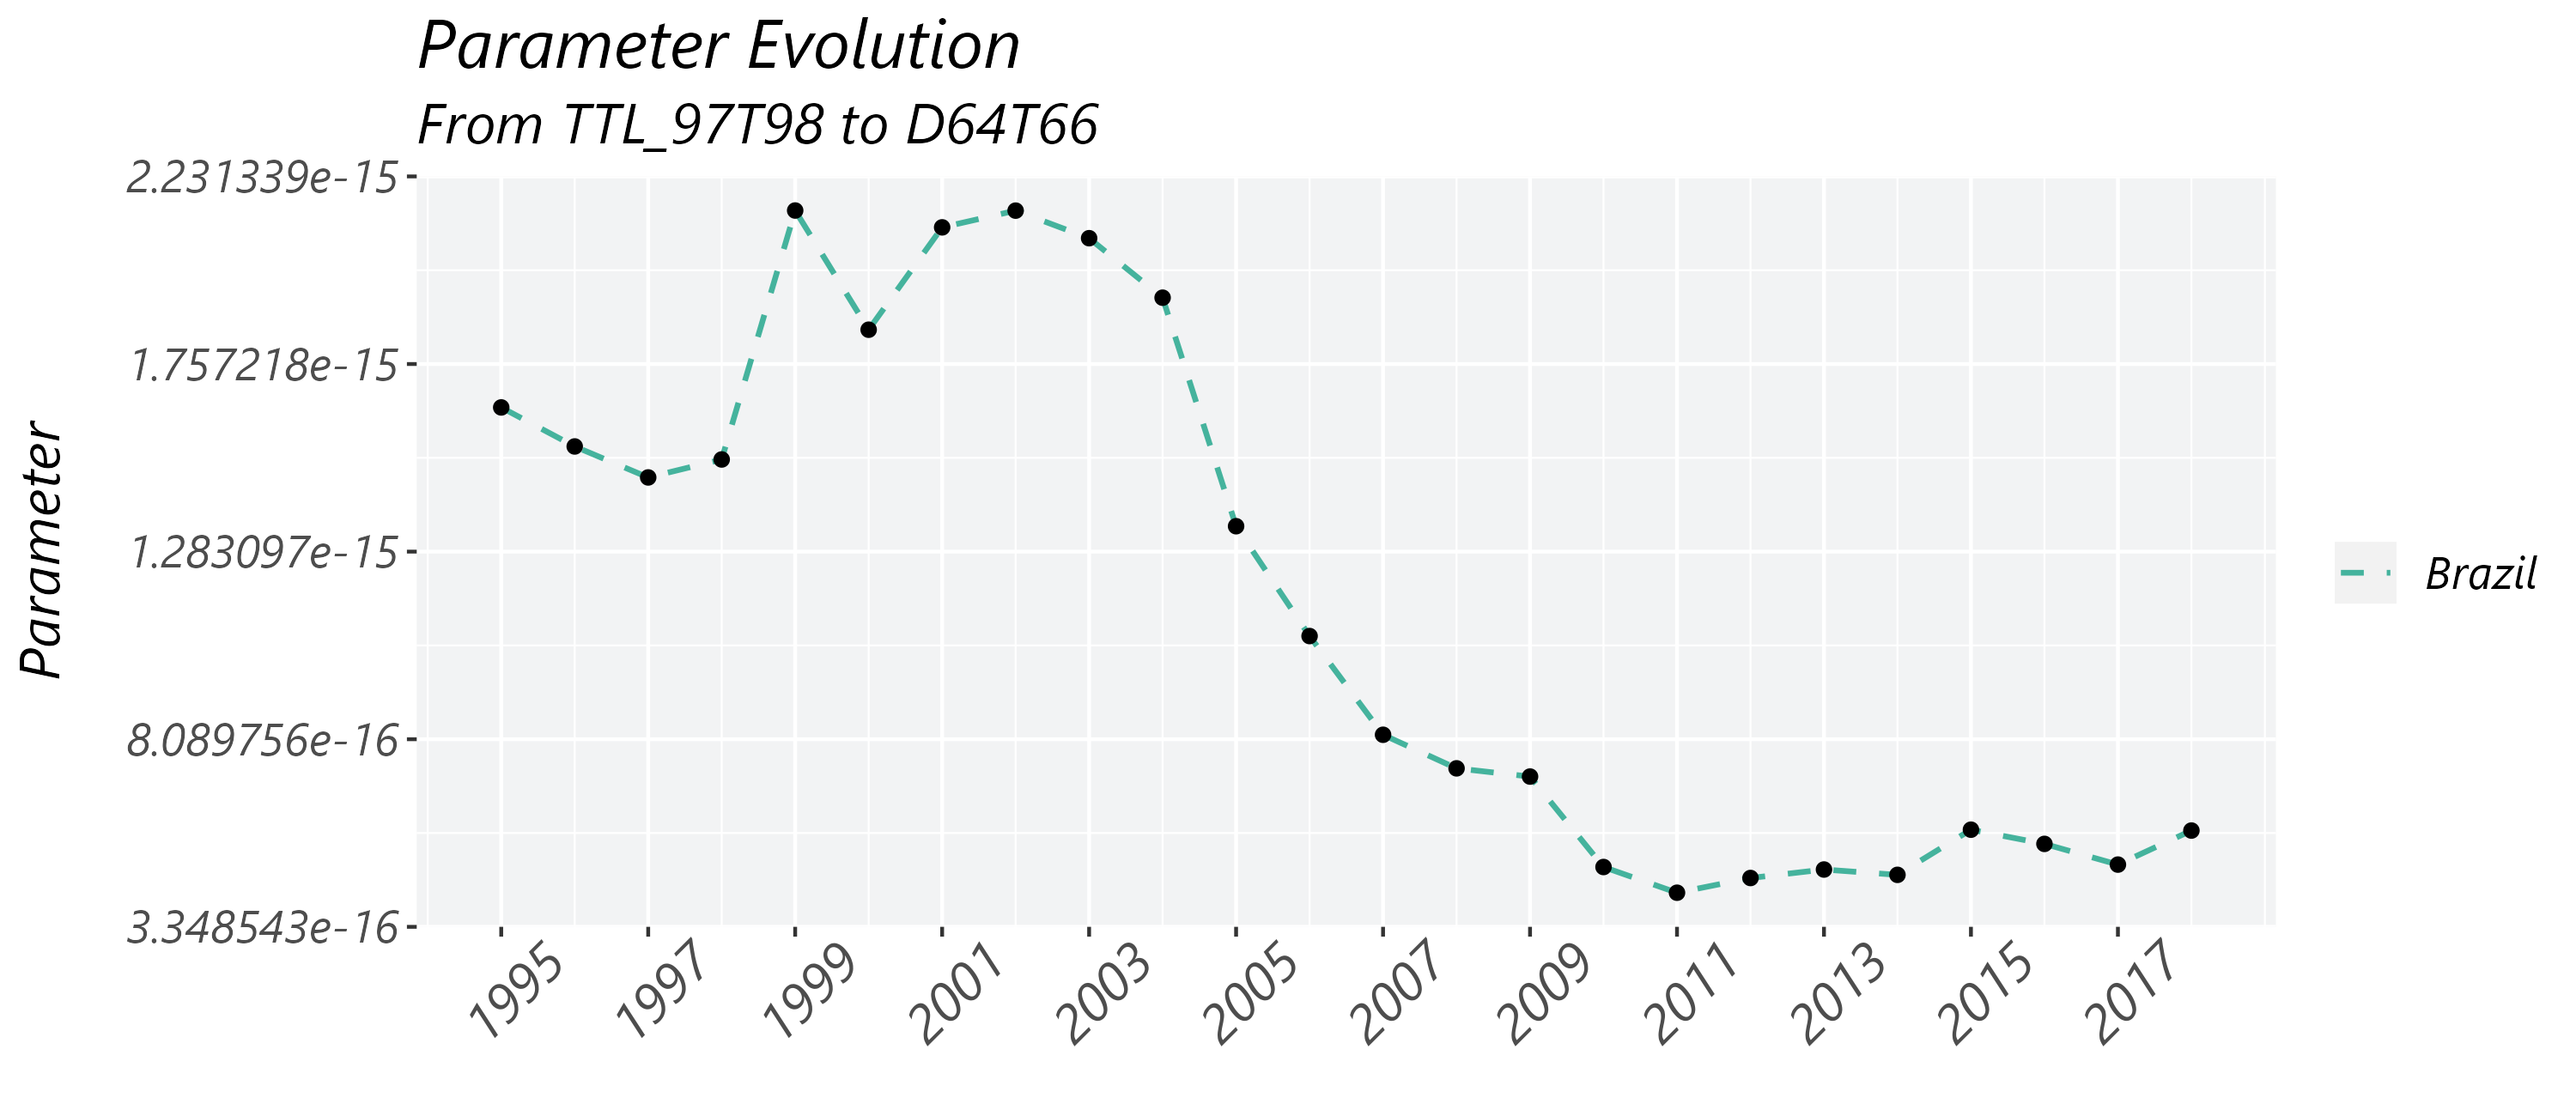 Parameter Evolution
From TTL_97T98 to D64T66
Parameter
2.231339e-15
1.757218e-15
1.283097e-15
8.089756e-16
3.348543e-16
1995
1997
1999
2001
2003
2005
2007
2009
2011
2013
2015
2017
Brazil